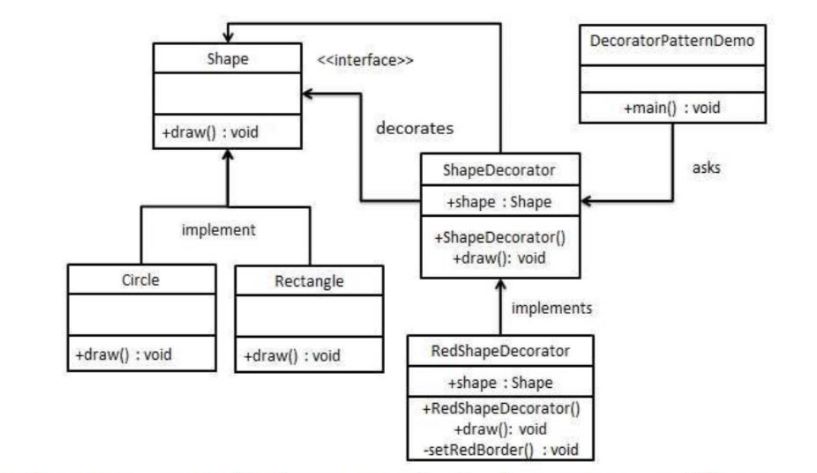 Shape
<<interface>>
+draw() : void
decorates
DecoratorPatternDemo
+main() : void
asks
ShapeDecorator
+shape : Shape
+ShapeDecorator()
+draw(): void
implement
Circle
+draw() : void
Rectangle
+draw() : void
implements
RedShapeDecorator
+shape : Shape
+RedShapeDecorator()
+draw(): void
-setRedBorder() : void